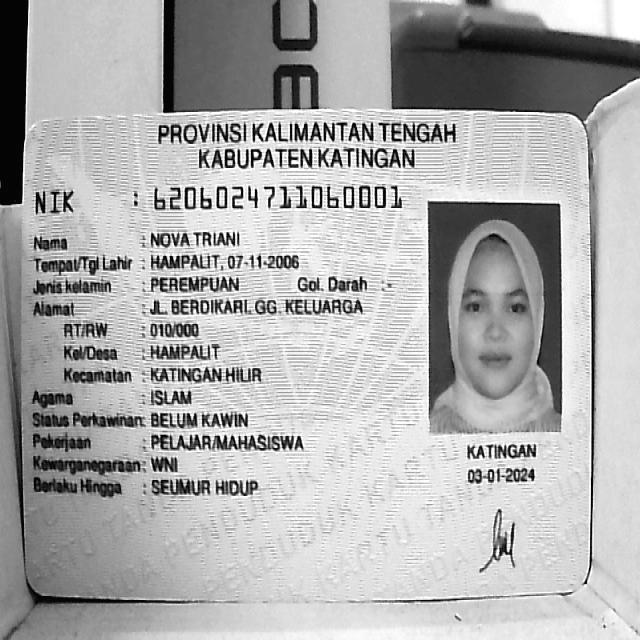 PROVINSI KALIMANTAN TENGAH
KABUPATEN KATINGAN
NIK : 6206024711060001
Nama : NOVA TRIANI
Tempat/Tgl Lahir : HAMPALIT, 07-11-2006
Jenis kelamin : PEREMPUAN Gol. Darah :-
Alamat : JL. BERDIKARI. GG. KELUARGA
RT/RW : 010/000
Kel/Desa : HAMPALIT
Kecamatan : KATINGAN HILIR
Agama : ISLAM
Status Perkawinan: BELUM KAWIN
Pekerjaan : PELAJAR/MAHASISWA
Kewarganegaraan: WNI
Berlaku Hingga : SEUMUR HIDUP
KATINGAN
03-01-2024